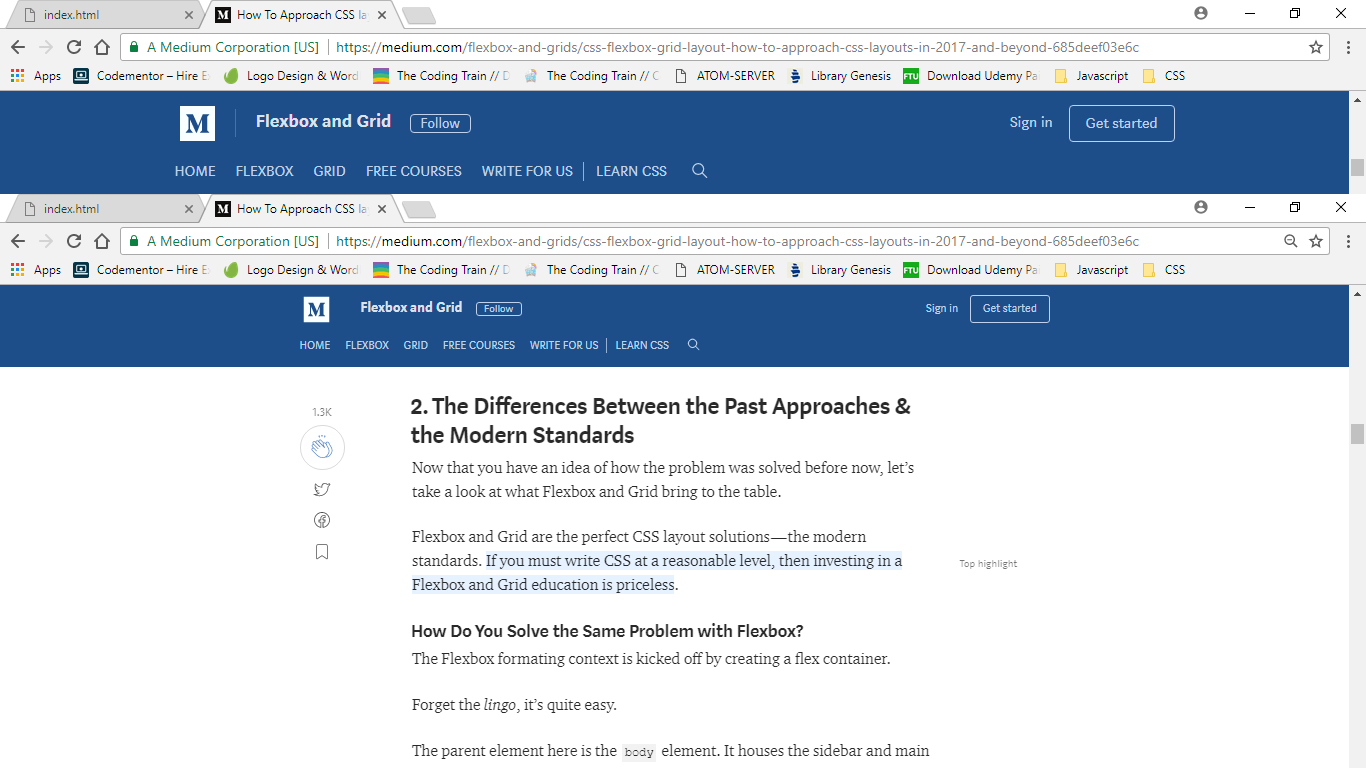 index.html
How To Approach CSS la
A Medium Corporation [US]
https://medium.com/flexbox-and-grids/css-flexbox-grid-layout-how-to-approach-css-layouts-in-2017-and-beyond-685deef03e6c
Apps Codementor – Hire E Logo Design & Word The Coding Train // D The Coding Train // C ATOM-SERVER Library Genesis FTU Download Udemy Pai Javascript CSS
M Flexbox and Grid Follow Sign in Get started
HOME FLEXBOX GRID FREE COURSES WRITE FOR US LEARN CSS
index.html
M How To Approach CSS la
A Medium Corporation [US]
https://medium.com/flexbox-and-grids/css-flexbox-grid-layout-how-to-approach-css-layouts-in-2017-and-beyond-685deef03e6c
Apps Codementor – Hire E Logo Design & Word The Coding Train // D The Coding Train // C ATOM-SERVER Library Genesis FTU Download Udemy Pai Javascript CSS
M Flexbox and Grid Follow Sign in Get started
HOME FLEXBOX GRID FREE COURSES WRITE FOR US LEARN CSS
1.3K
2. The Differences Between the Past Approaches &
the Modern Standards
Now that you have an idea of how the problem was solved before now, let's
take a look at what Flexbox and Grid bring to the table.
Flexbox and Grid are the perfect CSS layout solutions — the modern
standards. If you must write CSS at a reasonable level, then investing in a
Top highlight
Flexbox and Grid education is priceless.
How Do You Solve the Same Problem with Flexbox?
The Flexbox formating context is kicked off by creating a flex container.
Forget the lingo, it's quite easy.
The parent element here is the body element. It houses the sidebar and main